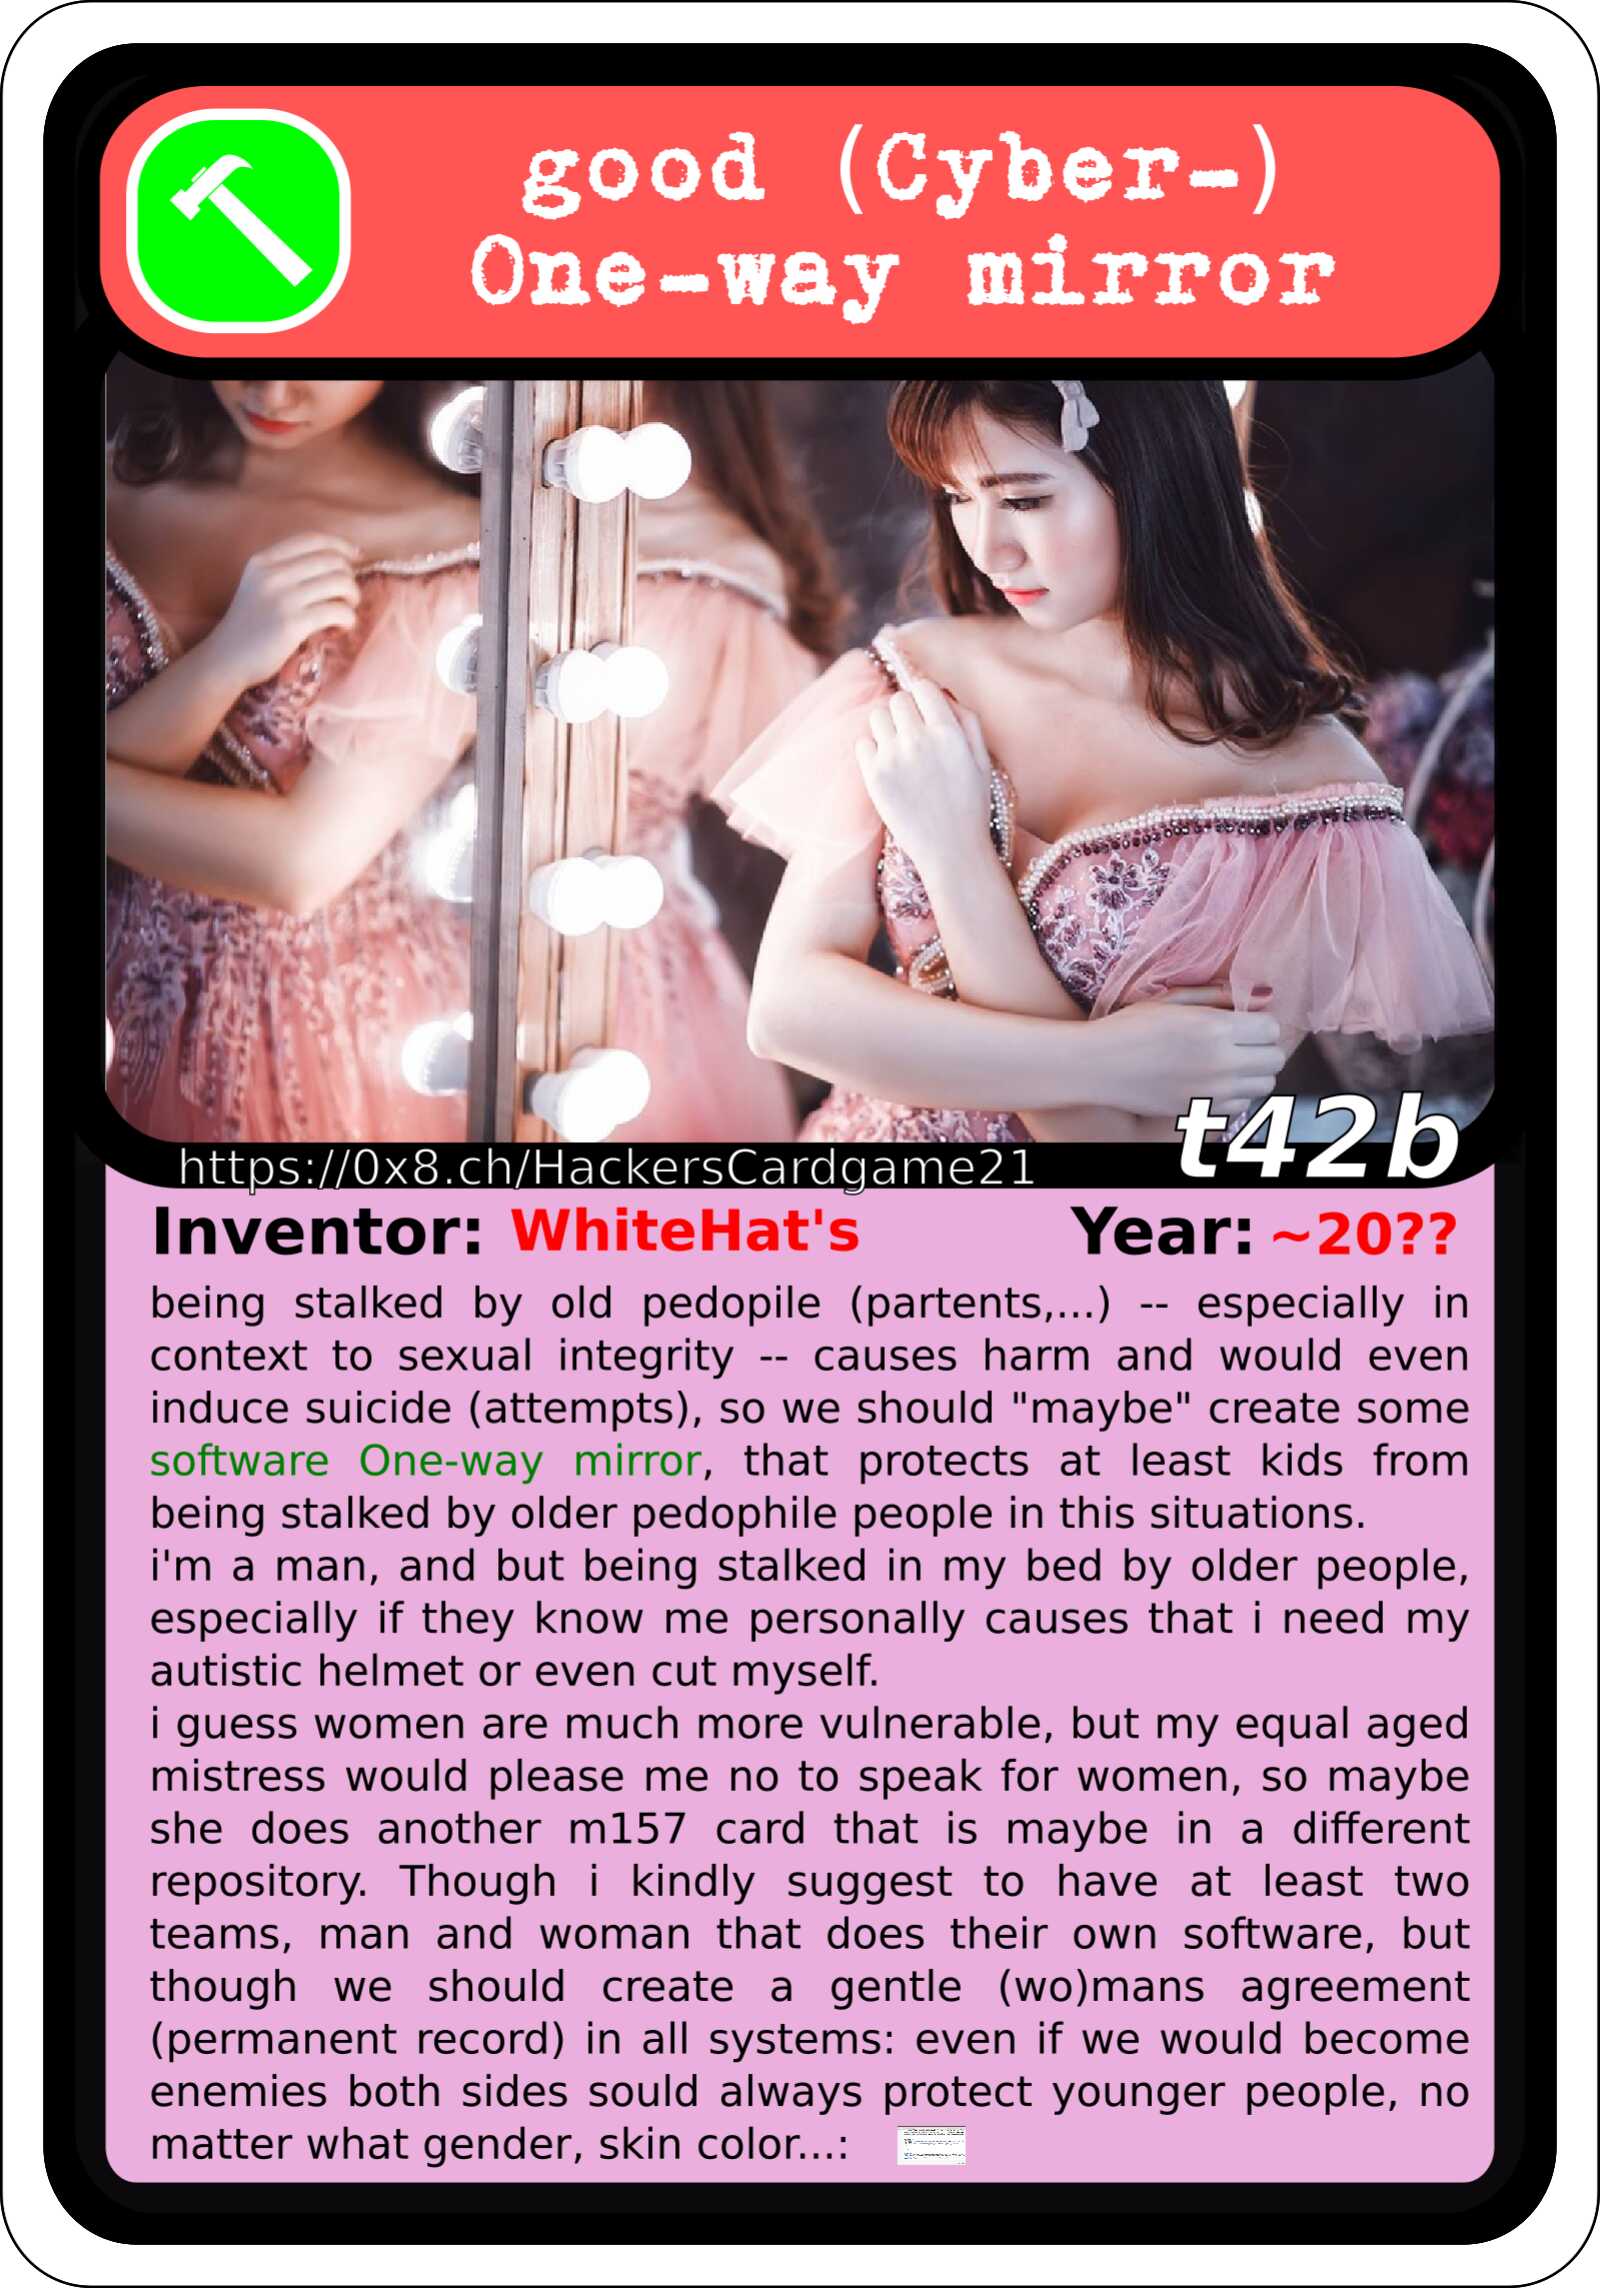 good (Cyber-)
One-way mirror
t42b
https://0x8.ch/HackersCardgame21
Inventor: WhiteHat's Year: ~20??
being stalked by old pedopile (partents,...) -- especially in
context to sexual integrity -- causes harm and would even
induce suicide (attempts), so we should "maybe" create some
software One-way mirror, that protects at least kids from
being stalked by older pedophile people in this situations.
i'm a man, and but being stalked in my bed by older people,
especially if they know me personally causes that i need my
autistic helmet or even cut myself.
i guess women are much more vulnerable, but my equal aged
mistress would please me no to speak for women, so maybe
she does another m157 card that is maybe in a different
repository. Though i kindly suggest to have at least two
teams, man and woman that does their own software, but
though we should create a gentle (wo)mans agreement
(permanent record) in all systems: even if we would become
enemies both sides sould always protect younger people, no
matter what gender, skin color...: